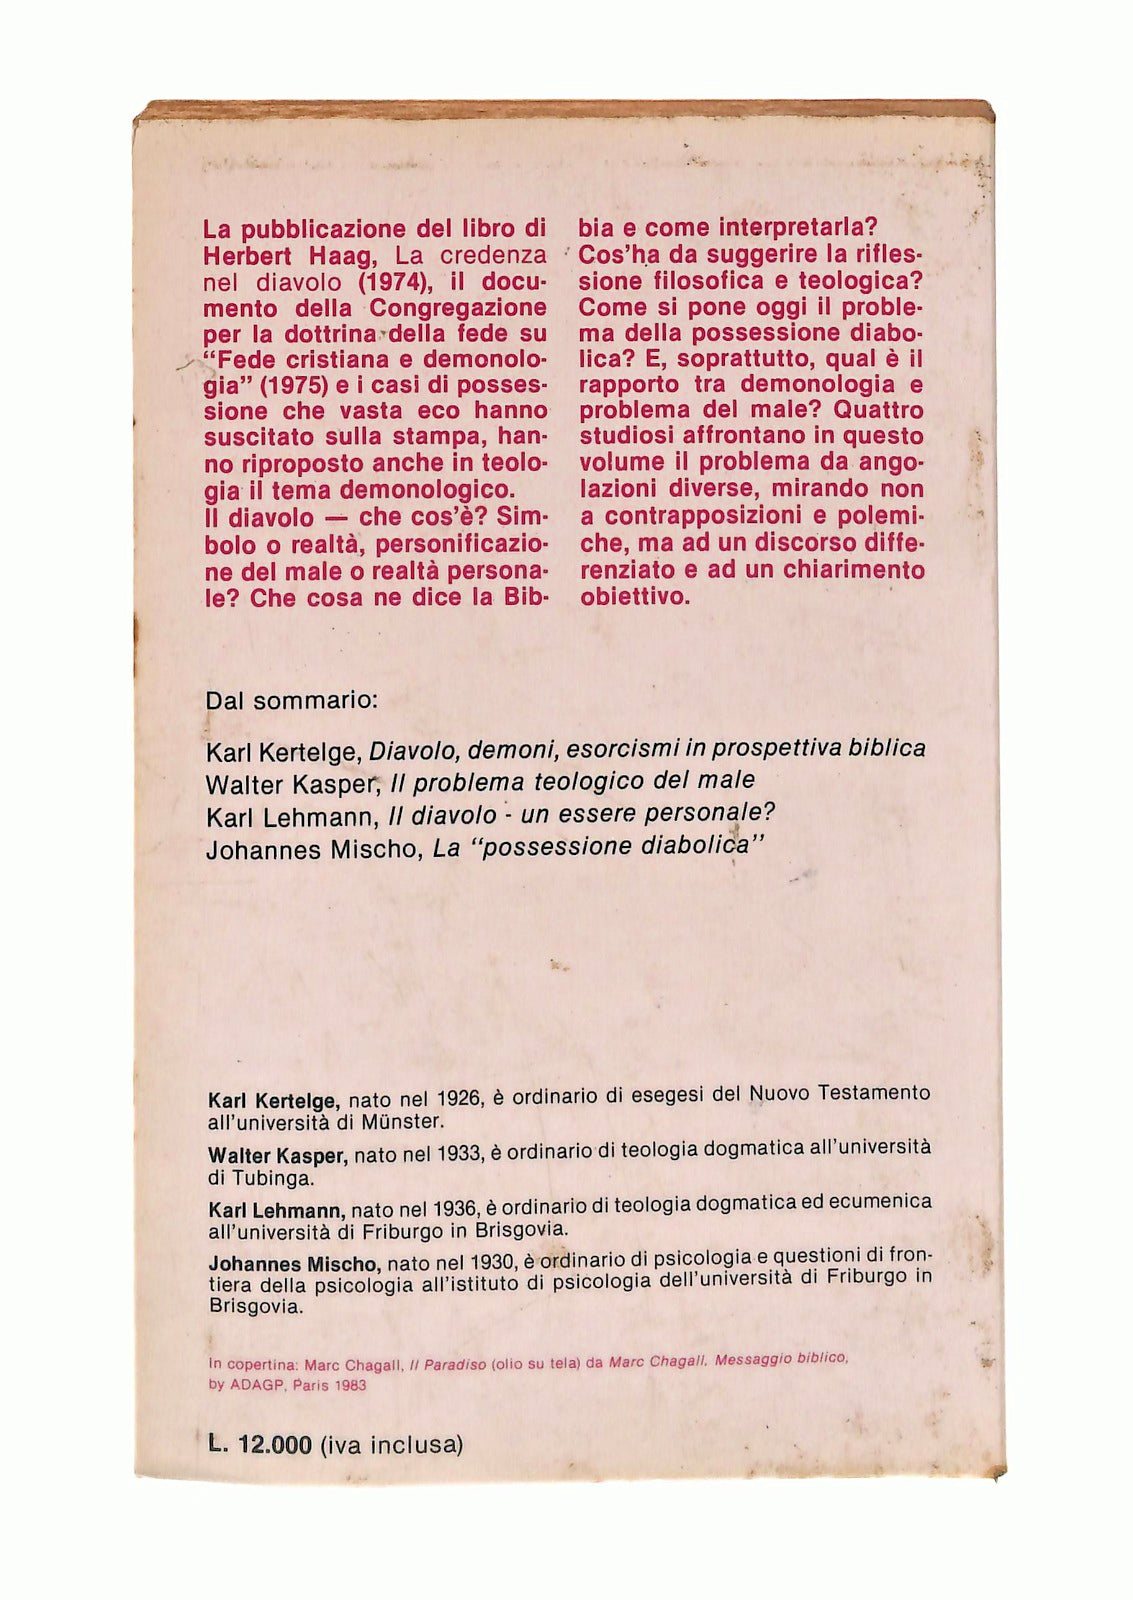 La pubblicazione del libro di
Herbert Haag, La credenza
nel diavolo (1974), il docu-
mento della Congregazione
per la dottrina della fede su
“Fede cristiana e demonolo-
gia” (1975) e i casi di posses-
sione che vasta eco hanno
suscitato sulla stampa, han-
no riproposto anche in teolo-
gia il tema demonologico.
Il diavolo — che cos’è? Sim-
bolo o realtà, personificazio-
ne del male o realtà persona-
le? Che cosa ne dice la Bib-
bia e come interpretarla?
Cos’ha da suggerire la rifles-
sione filosofica e teologica?
Come si pone oggi il proble-
ma della possessione diabo-
lica? E, soprattutto, qual è il
rapporto tra demonologia e
problema del male? Quattro
studiosi affrontano in questo
volume il problema da ango-
lazioni diverse, mirando non
a contrapposizioni e polemi-
che, ma ad un discorso diffe-
renziato e ad un chiarimento
obiettivo.
Dal sommario:
Karl Kertelge, Diavolo, demoni, esorcismi in prospettiva biblica
Walter Kasper, Il problema teologico del male
Karl Lehmann, Il diavolo - un essere personale?
Johannes Mischo, La “possessione diabolica”
Karl Kertelge, nato nel 1926, è ordinario di esegesi del Nuovo Testamento
all’università di Münster.
Walter Kasper, nato nel 1933, è ordinario di teologia dogmatica all’università
di Tubinga.
Karl Lehmann, nato nel 1936, è ordinario di teologia dogmatica ed ecumenica
all’università di Friburgo in Brisgovia.
Johannes Mischo, nato nel 1930, è ordinario di psicologia e questioni di fron-
tiera della psicologia all’istituto di psicologia dell’università di Friburgo in
Brisgovia.
In copertina: Marc Chagall, Il Paradiso (olio su tela) da Marc Chagall. Messaggio biblico,
by ADAGP, Paris 1983
L. 12.000 (iva inclusa)